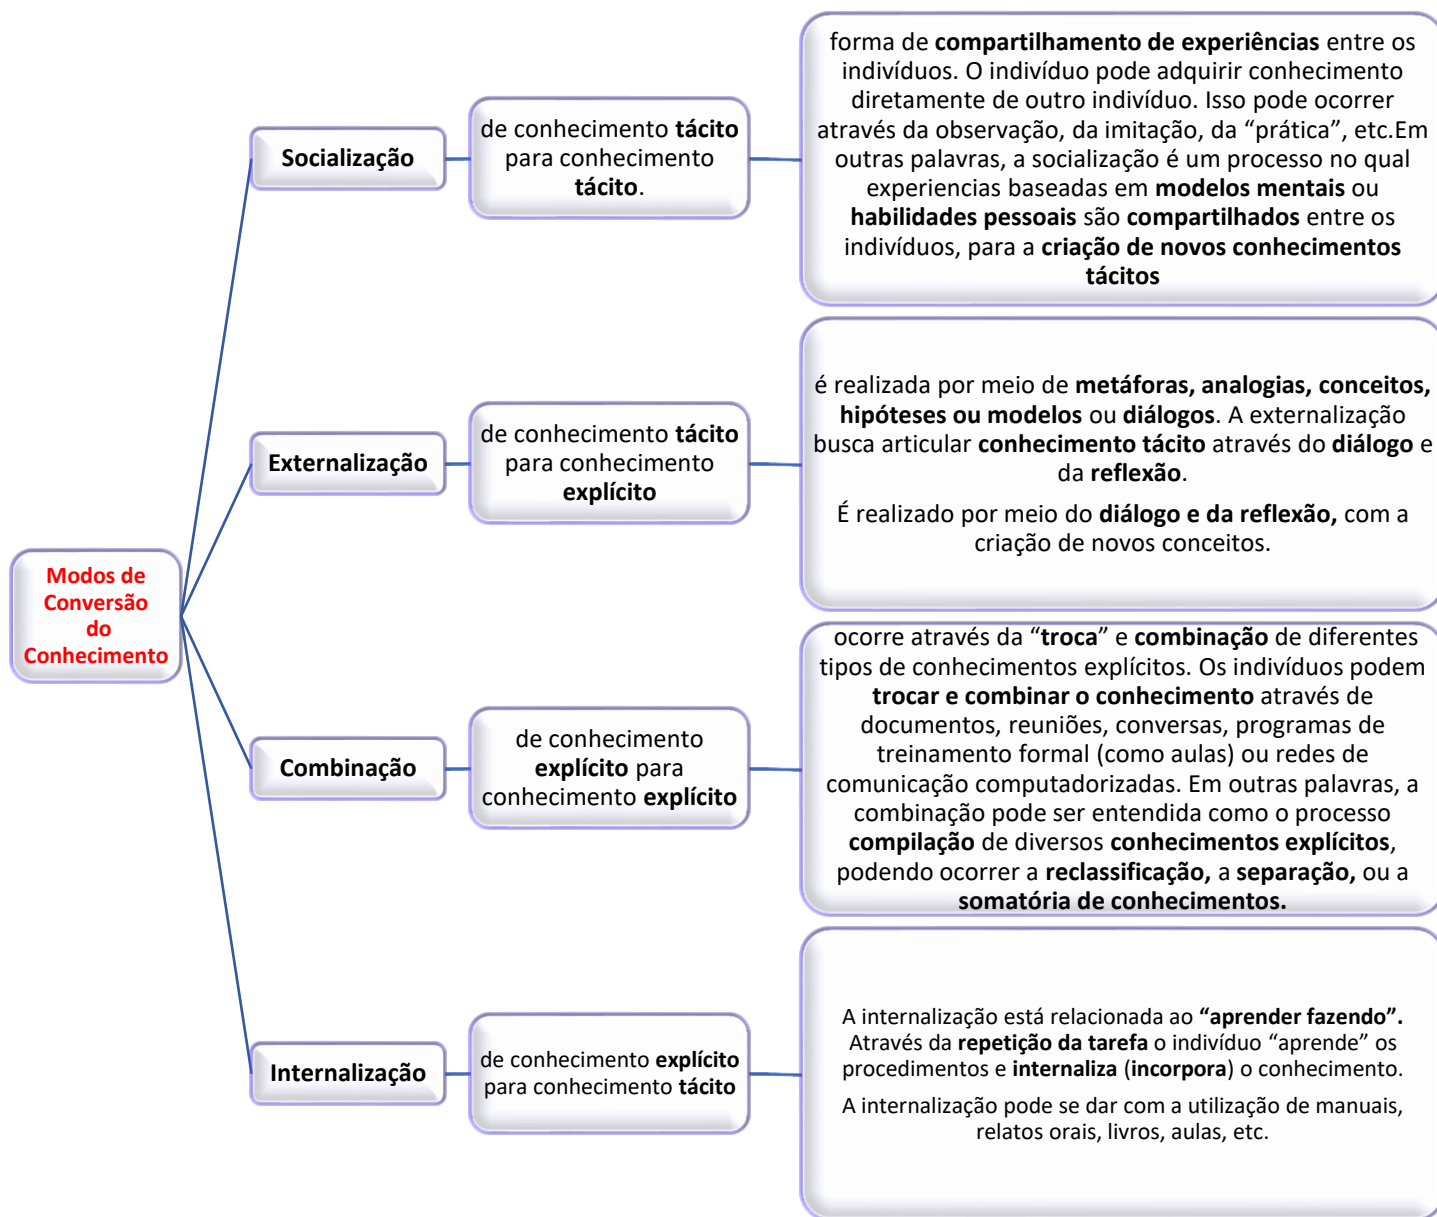 Modos de
Conversão
do
Conhecimento
Socialização
de conhecimento tácito
para conhecimento
tácito.
forma de compartilhamento de experiências entre os
indivíduos. O indivíduo pode adquirir conhecimento
diretamente de outro indivíduo. Isso pode ocorrer
através da observação, da imitação, da “prática”, etc.Em
outras palavras, a socialização é um processo no qual
experiencias baseadas em modelos mentais ou
habilidades pessoais são compartilhados entre os
indivíduos, para a criação de novos conhecimentos
tácitos
Externalização
de conhecimento tácito
para conhecimento
explícito
é realizada por meio de metáforas, analogias, conceitos,
hipóteses ou modelos ou diálogos. A externalização
busca articular conhecimento tácito através do diálogo e
da reflexão.
É realizado por meio do diálogo e da reflexão, com a
criação de novos conceitos.
Combinação
de conhecimento
explícito para
conhecimento explícito
ocorre através da “troca” e combinação de diferentes
tipos de conhecimentos explícitos. Os indivíduos podem
trocar e combinar o conhecimento através de
documentos, reuniões, conversas, programas de
treinamento formal (como aulas) ou redes de
comunicação computadorizadas. Em outras palavras, a
combinação pode ser entendida como o processo
compilação de diversos conhecimentos explícitos,
podendo ocorrer a reclassificação, a separação, ou a
somatória de conhecimentos.
Internalização
de conhecimento explícito
para conhecimento tácito
A internalização está relacionada ao “aprender fazendo”.
Através da repetição da tarefa o indivíduo “aprende” os
procedimentos e internaliza (incorpora) o conhecimento.
A internalização pode se dar com a utilização de manuais,
relatos orais, livros, aulas, etc.